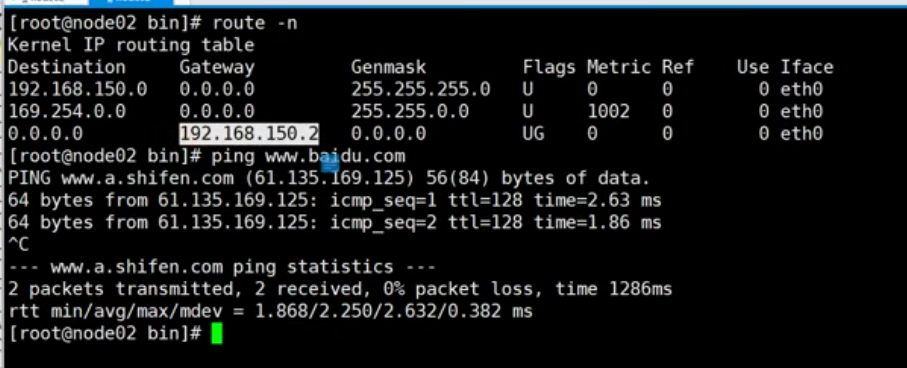 [root@node02 bin]# route -n
Kernel IP routing table
Destination     Gateway         Genmask         Flags Metric Ref    Use Iface
192.168.150.0   0.0.0.0         255.255.255.0   U     0      0        0 eth0
169.254.0.0     0.0.0.0         255.255.0.0     U     1002   0        0 eth0
0.0.0.0         192.168.150.2   0.0.0.0         UG    0      0        0 eth0
[root@node02 bin]# ping www.baidu.com
PING www.a.shifen.com (61.135.169.125) 56(84) bytes of data.
64 bytes from 61.135.169.125: icmp_seq=1 ttl=128 time=2.63 ms
64 bytes from 61.135.169.125: icmp_seq=2 ttl=128 time=1.86 ms
^C
--- www.a.shifen.com ping statistics ---
2 packets transmitted, 2 received, 0% packet loss, time 1286ms
rtt min/avg/max/mdev = 1.868/2.250/2.632/0.382 ms
[root@node02 bin]#